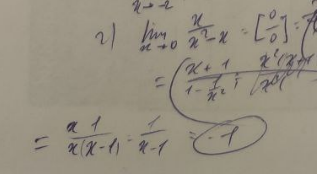 x→-2
2) lim x→0 x/(x²-x) = [0/0] =
= (x+1)/(1-1/x²) =
= x·1/(x(x-1)) = 1/(x-1) = -1